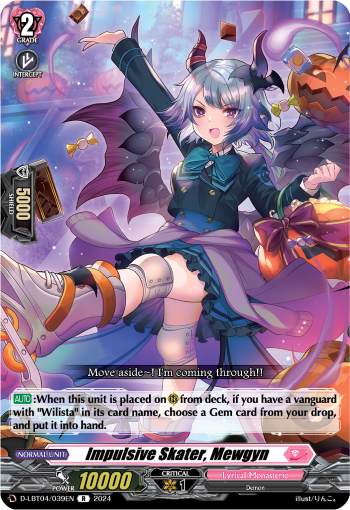 2
GRADE
INTERCEPT
5000
SHIELD
Move aside~! I'm coming through!!
AUTO :When this unit is placed on R from deck, if you have a vanguard
with "Wilista" in its card name, choose a Gem card from your drop,
and put it into hand.
NORMAL UNIT
Impulsive Skater, Mewgyn
POWER 10000
CRITICAL
1
Lyrical Monasterio
Demon
D-LBT04/039EN R 2024
illust/りんこ。